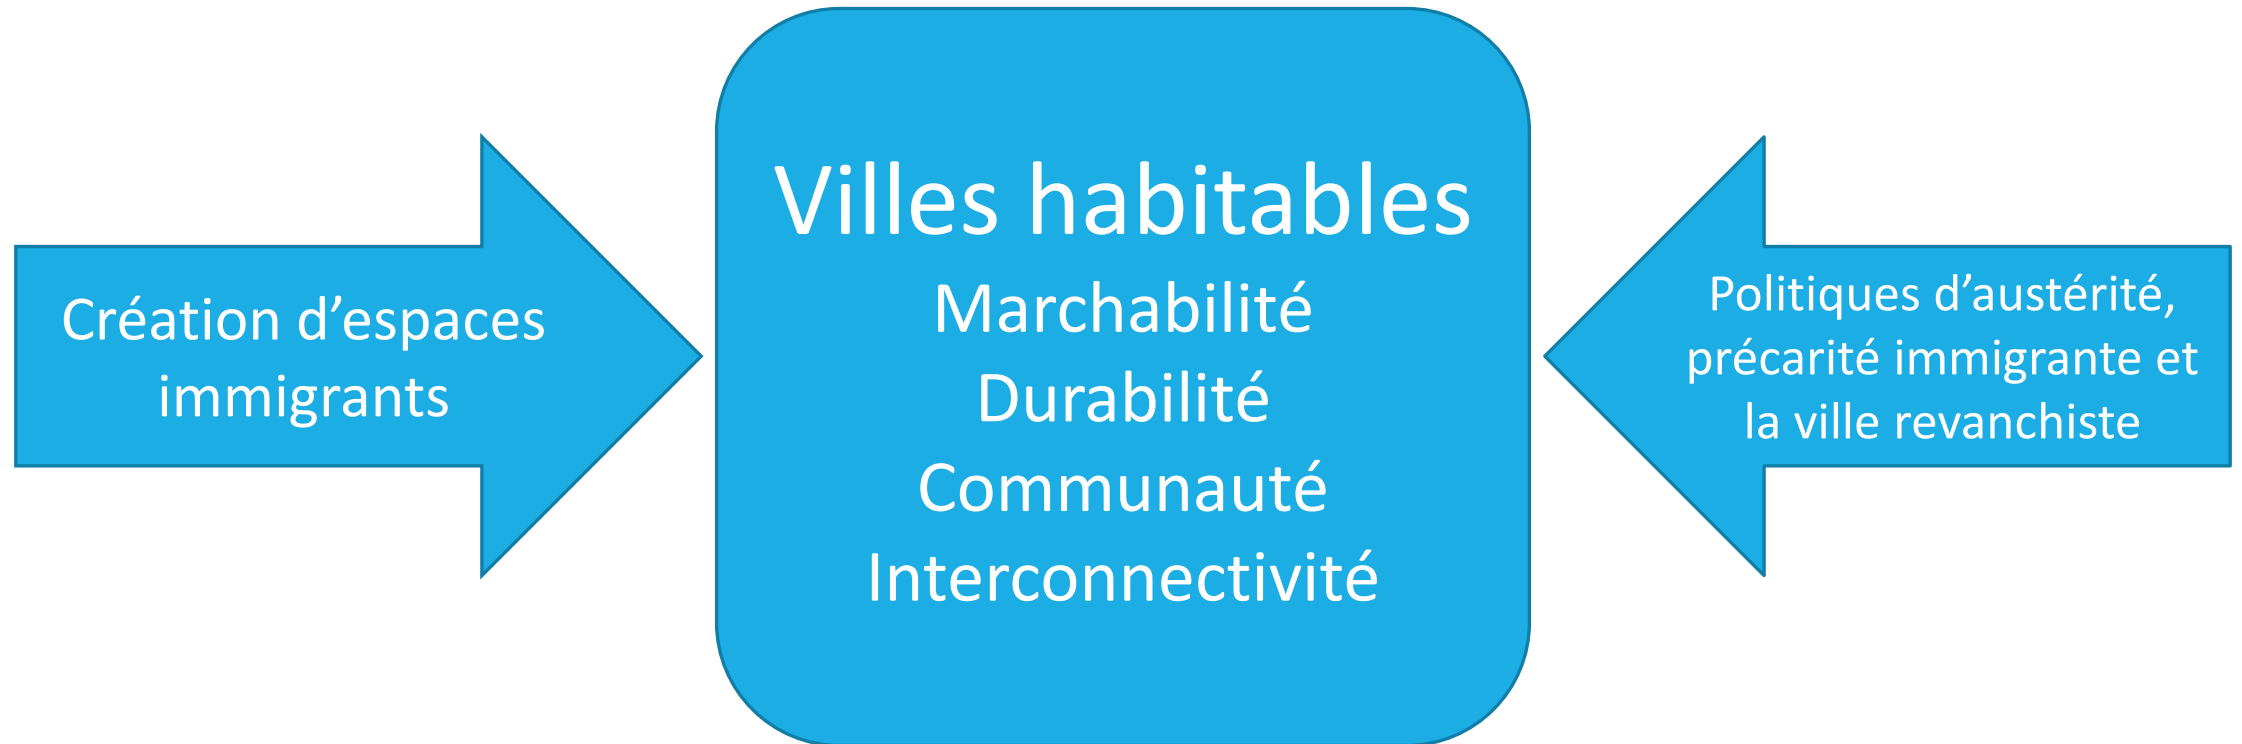 Création d’espaces
immigrants
Villes habitables
Marchabilité
Durabilité
Communauté
Interconnectivité
Politiques d’austérité,
précarité immigrante et
la ville revanchiste